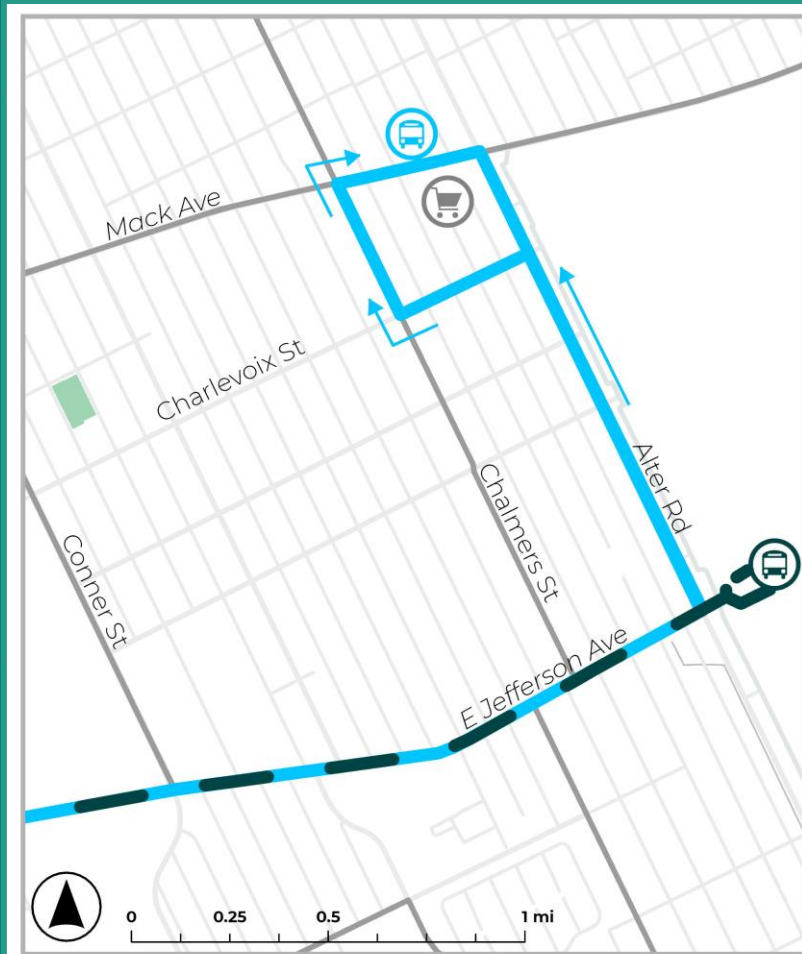 Mack Ave
Charlevoix St
Chalmers St
Alter Rd
Conner St
E Jefferson Ave
0 0.25 0.5 1 mi